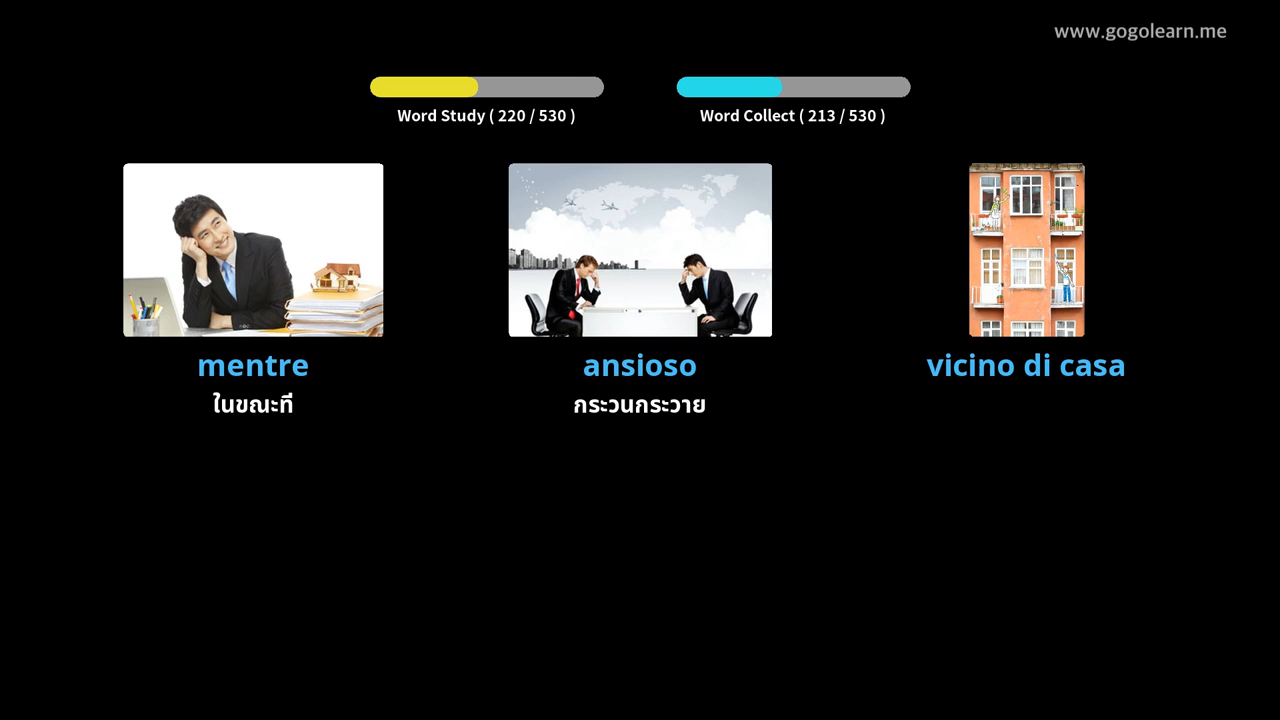 www.gogolearn.me
Word Study ( 220 / 530 )
Word Collect ( 213 / 530 )
mentre
ansioso
vicino di casa
ในขณะที่
กระวนกระวาย